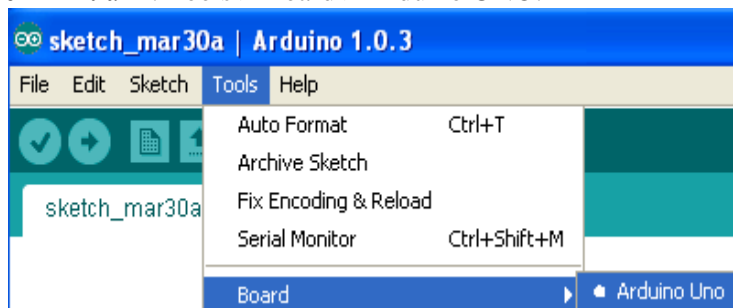 sketch_mar30a | Arduino 1.0.3
File Edit Sketch Tools Help
Auto Format Ctrl+T
Archive Sketch
sketch_mar30a
Fix Encoding & Reload
Serial Monitor Ctrl+Shift+M
Board
Arduino Uno